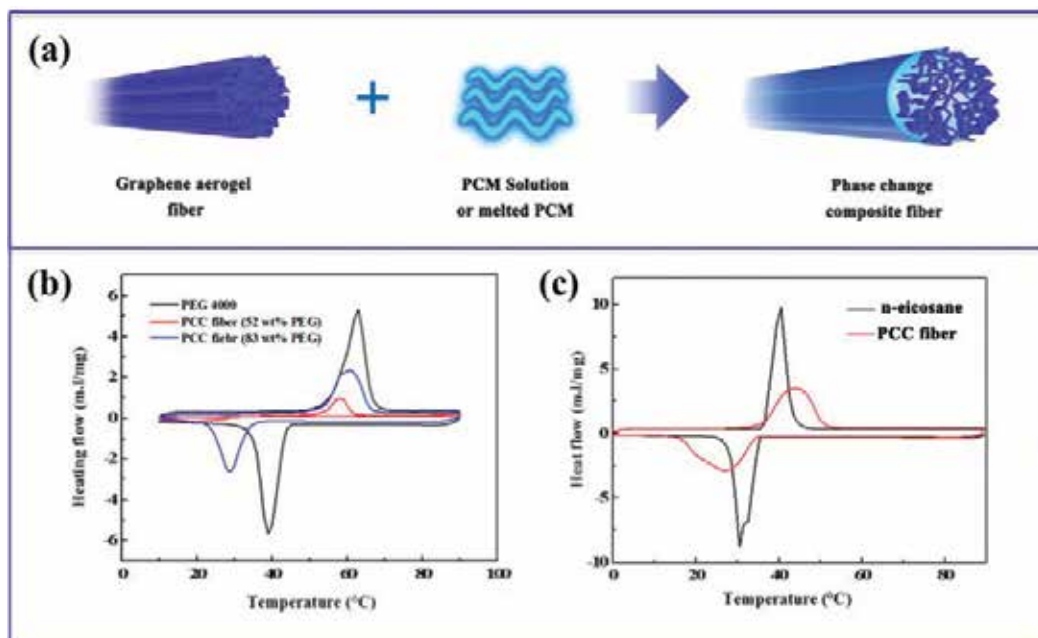 (a)
+
Graphene aerogel
fiber
PCM Solution
or melted PCM
Phase change
composite fiber
(b)
PEG 4000
PCC fiber (52 wt% PEG)
PCC fiebr (83 wt% PEG)
Heating flow (m.l/mg)
6
4
2
0
-2
-4
-6
0
20
40
60
80
100
Temperature (°C)
(c)
n-eicosane
PCC fiber
Heat flow (m.l/mg)
10
5
0
-5
-10
0
20
40
60
80
Temperature (°C)